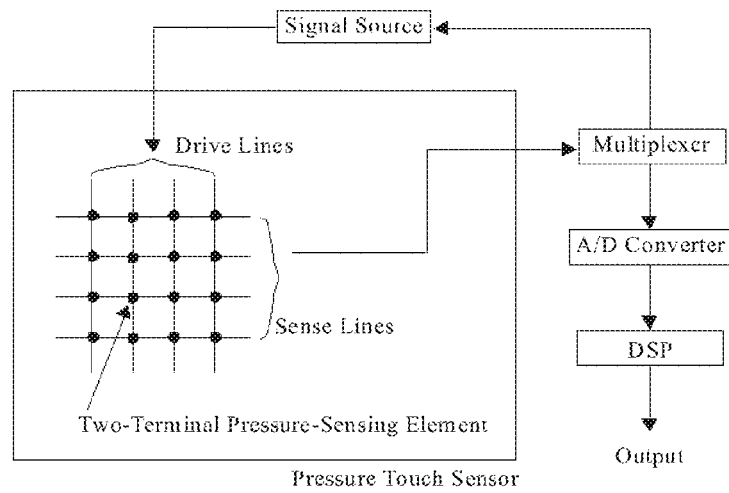 Signal Source
Drive Lines
Multiplexer
A/D Converter
Sense Lines
DSP
Two-Terminal Pressure-Sensing Element
Output
Pressure Touch Sensor